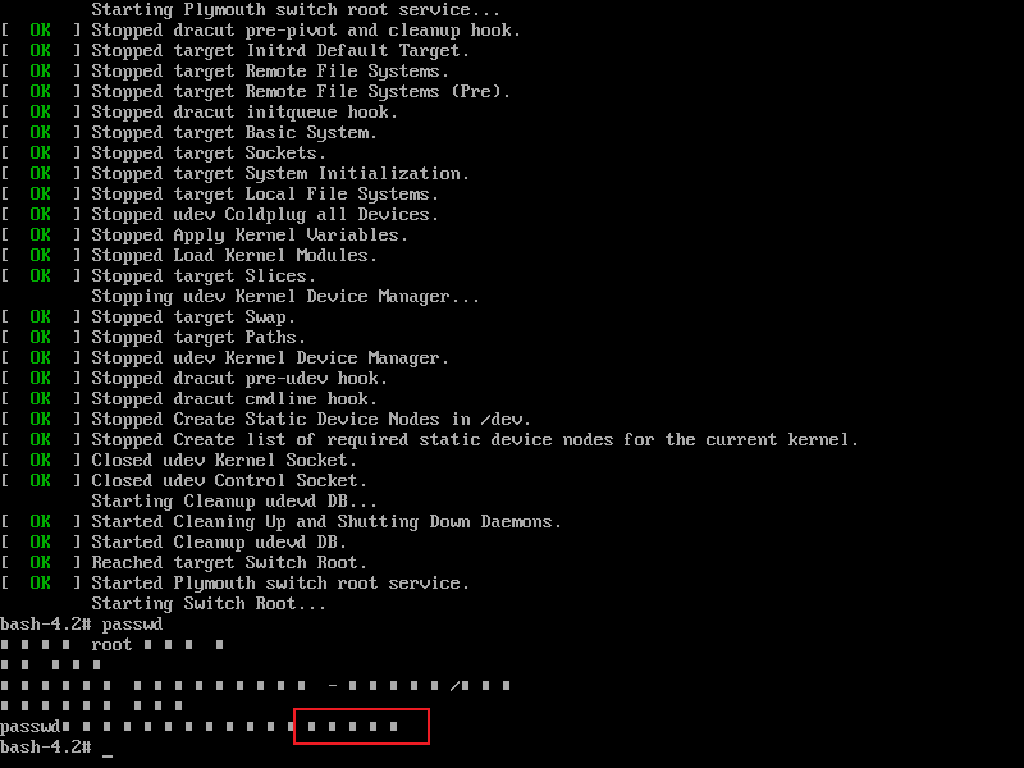 Starting Plymouth switch root service...
[  OK  ] Stopped dracut pre-pivot and cleanup hook.
[  OK  ] Stopped target Initrd Default Target.
[  OK  ] Stopped target Remote File Systems.
[  OK  ] Stopped target Remote File Systems (Pre).
[  OK  ] Stopped dracut initqueue hook.
[  OK  ] Stopped target Basic System.
[  OK  ] Stopped target Sockets.
[  OK  ] Stopped target System Initialization.
[  OK  ] Stopped target Local File Systems.
[  OK  ] Stopped udev Coldplug all Devices.
[  OK  ] Stopped Apply Kernel Variables.
[  OK  ] Stopped Load Kernel Modules.
[  OK  ] Stopped target Slices.
Stopping udev Kernel Device Manager...
[  OK  ] Stopped target Swap.
[  OK  ] Stopped target Paths.
[  OK  ] Stopped udev Kernel Device Manager.
[  OK  ] Stopped dracut pre-udev hook.
[  OK  ] Stopped dracut cmdline hook.
[  OK  ] Stopped Create Static Device Nodes in /dev.
[  OK  ] Stopped Create list of required static device nodes for the current kernel.
[  OK  ] Closed udev Kernel Socket.
[  OK  ] Closed udev Control Socket.
Starting Cleanup udevd DB...
[  OK  ] Started Cleaning Up and Shutting Down Daemons.
[  OK  ] Started Cleanup udevd DB.
[  OK  ] Reached target Switch Root.
[  OK  ] Started Plymouth switch root service.
Starting Switch Root...
bash-4.2# passwd
root
- /
passwd
bash-4.2# _